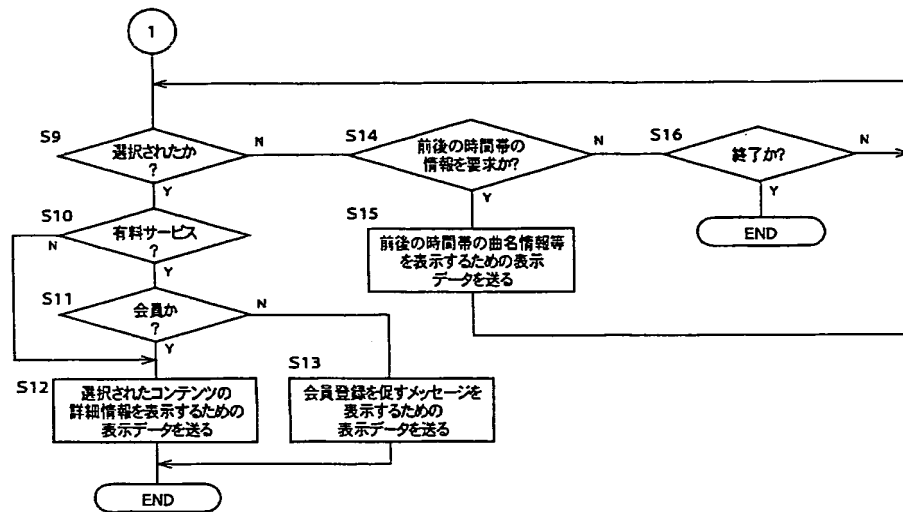 1
S9
選択されたか
?
N
Y
S14
前後の時間帯の
情報を要求か?
N
Y
S16
終了か?
N
Y
END
S10
有料サービス
?
N
Y
S15
前後の時間帯の曲名情報等
を表示するための表示
データを送る
S11
会員か
?
N
Y
S12
選択されたコンテンツの
詳細情報を表示するための
表示データを送る
S13
会員登録を促すメッセージを
表示するための
表示データを送る
END